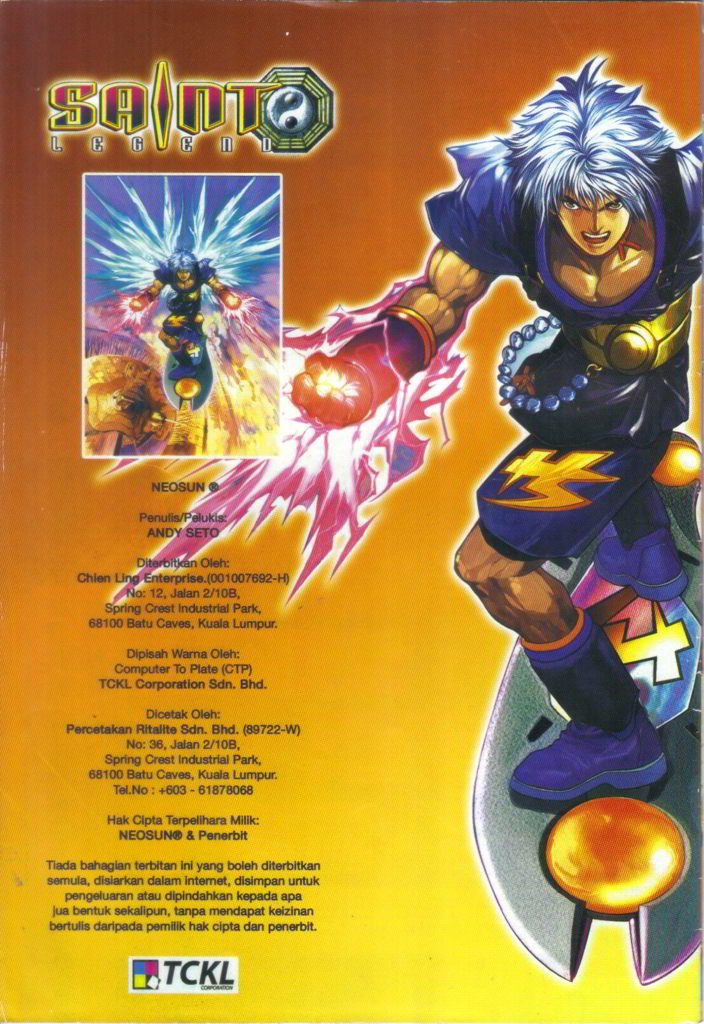 SAINT
LEGEND
NEOSUN ®
Penulis/Pelukis:
ANDY SETO
Diterbitkan Oleh:
Chien Ling Enterprise.(001007692-H)
No: 12, Jalan 2/10B,
Spring Crest Industrial Park,
68100 Batu Caves, Kuala Lumpur.
Dipisah Warna Oleh:
Computer To Plate (CTP)
TCKL Corporation Sdn. Bhd.
Dicetak Oleh:
Percetakan Ritalite Sdn. Bhd. (89722-W)
No: 36, Jalan 2/10B,
Spring Crest Industrial Park,
68100 Batu Caves, Kuala Lumpur.
Tel.No : +603 - 61878068
Hak Cipta Terpelihara Milik:
NEOSUN® & Penerbit
Tiada bahagian terbitan ini yang boleh diterbitkan
semula, disiarkan dalam internet, disimpan untuk
pengeluaran atau dipindahkan kepada apa
jua bentuk sekalipun, tanpa mendapat keizinan
bertulis daripada pemilik hak cipta dan penerbit.
TCKL
CORPORATION